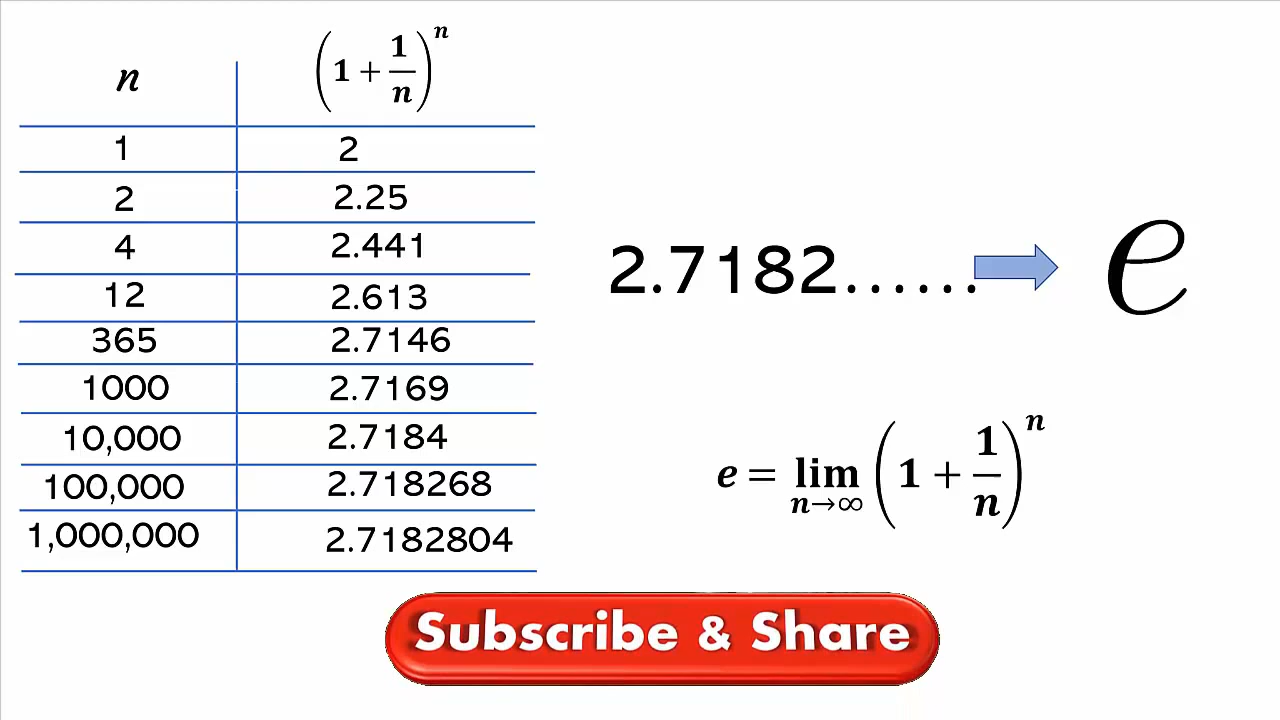 n (1 + 1/n)^n
1 2
2 2.25
4 2.441
12 2.613
365 2.7146
1000 2.7169
10,000 2.7184
100,000 2.718268
1,000,000 2.7182804
2.7182...... e
e = lim n→∞ (1 + 1/n)^n
Subscribe & Share